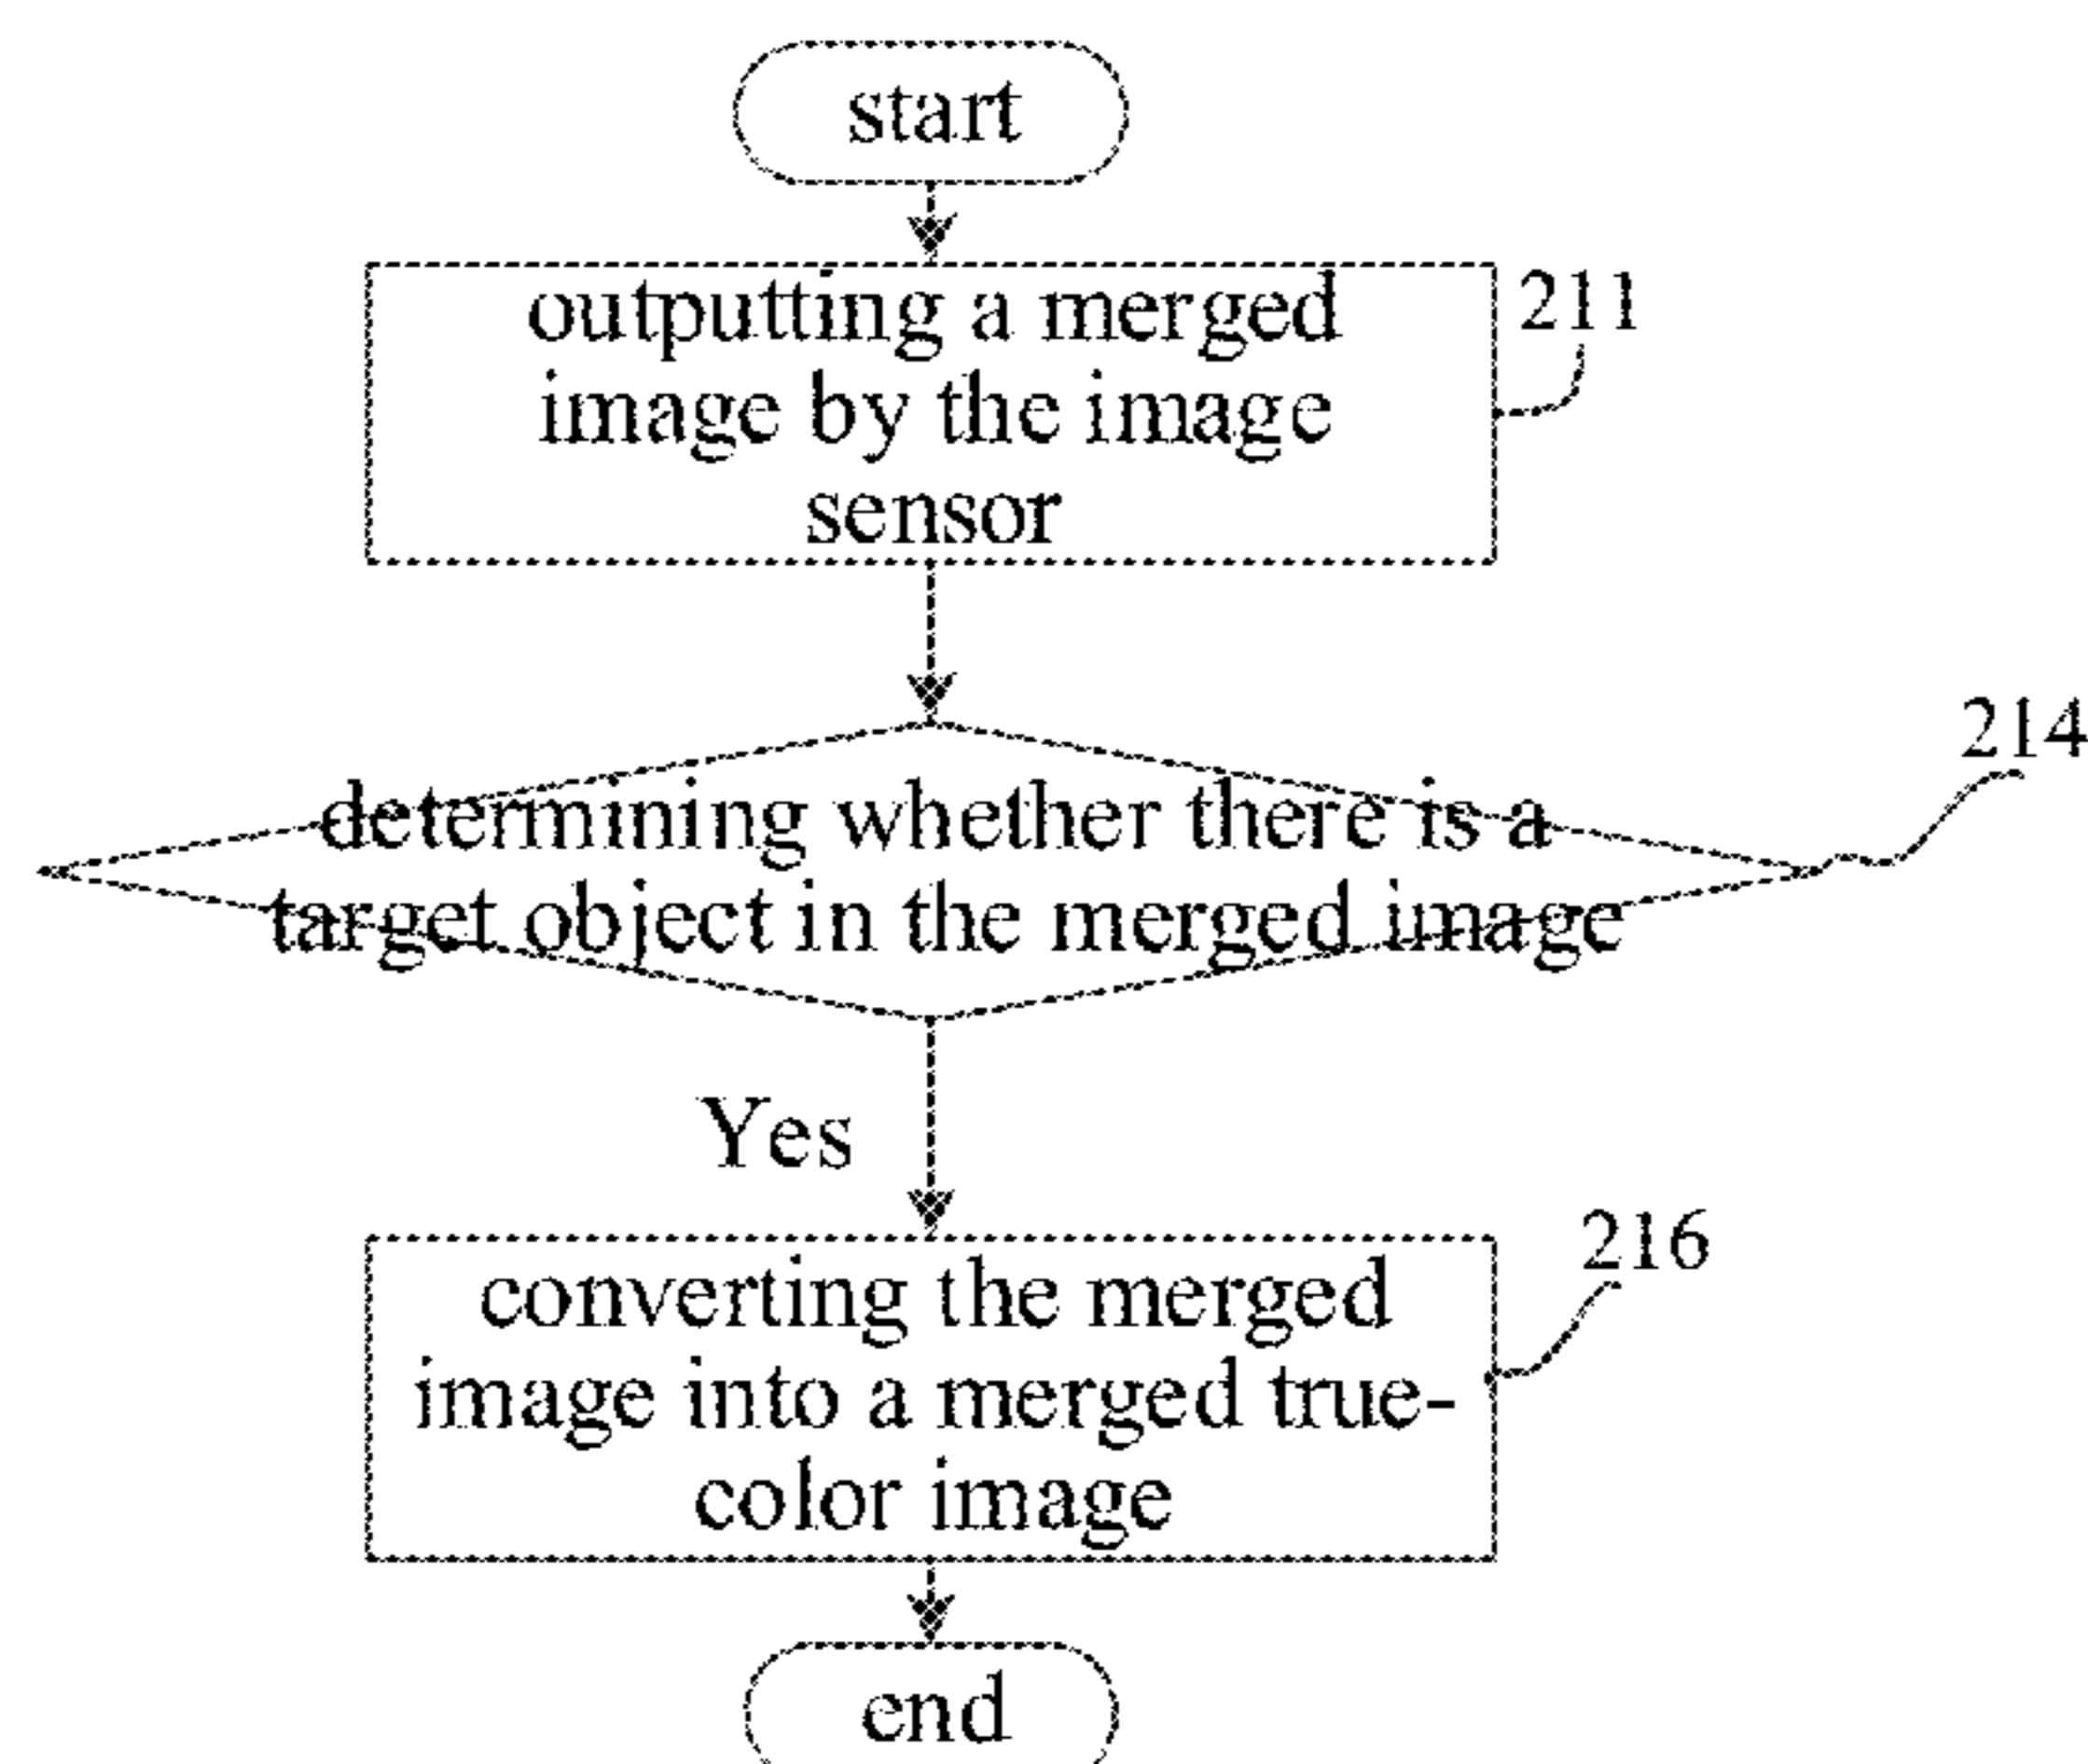 start
outputting a merged
image by the image
sensor
211
determining whether there is a
target object in the merged image
214
Yes
converting the merged
image into a merged true-
color image
216
end